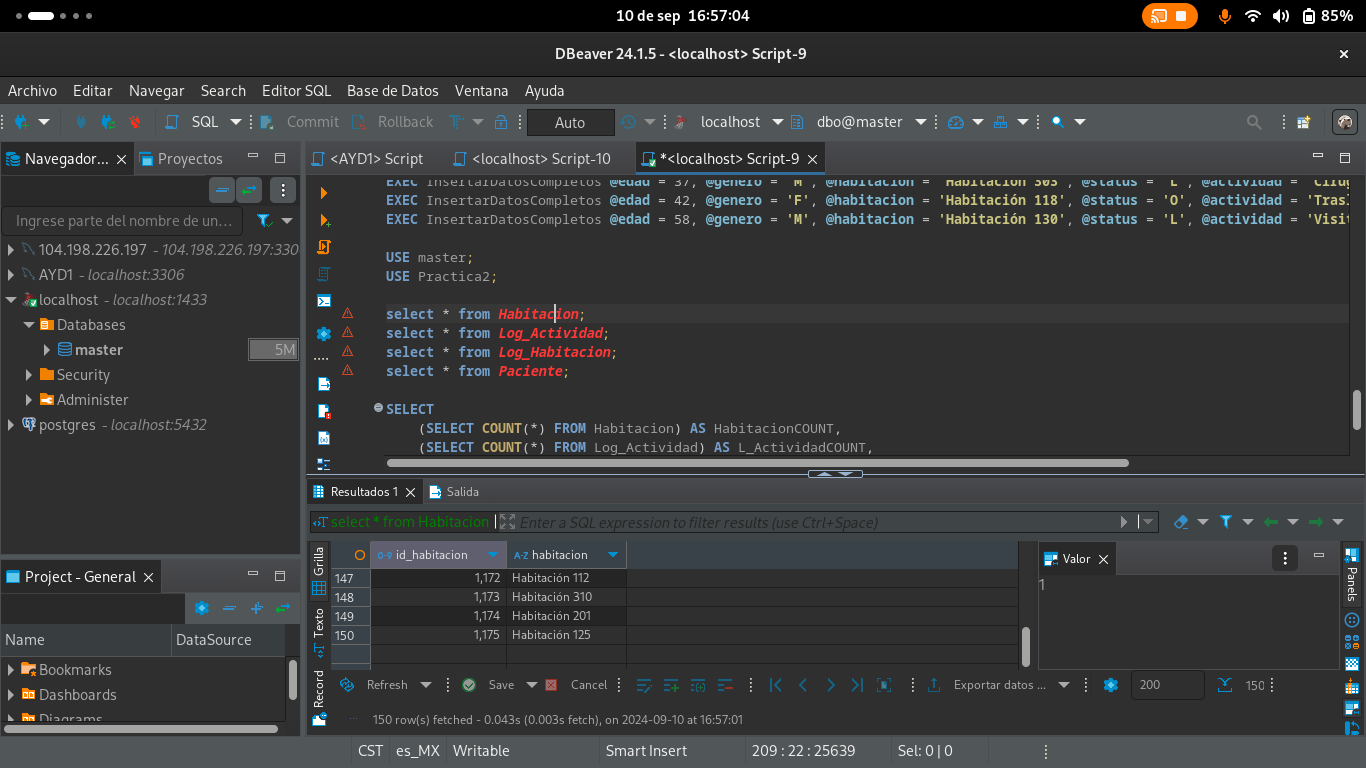 10 de sep 16:57:04
85%
DBeaver 24.1.5 - <localhost> Script-9
Archivo Editar Navegar Search Editor SQL Base de Datos Ventana Ayuda
SQL Commit Rollback Auto localhost dbo@master
Navegador... Proyectos
<AYD1> Script <localhost> Script-10 *<localhost> Script-9
Ingrese parte del nombre de un...
104.198.226.197 - 104.198.226.197:330
AYD1 - localhost:3306
localhost - localhost:1433
Databases
master 5M
Security
Administer
postgres - localhost:5432
EXEC InsertarDatosCompletos @edad = 37, @genero = 'M', @habitacion = 'Habitación 303', @status = 'L', @actividad = 'Cirug
EXEC InsertarDatosCompletos @edad = 42, @genero = 'F', @habitacion = 'Habitación 118', @status = 'O', @actividad = 'Trasl
EXEC InsertarDatosCompletos @edad = 58, @genero = 'M', @habitacion = 'Habitación 130', @status = 'L', @actividad = 'Visit
USE master;
USE Practica2;
select * from Habitacion;
select * from Log_Actividad;
select * from Log_Habitacion;
select * from Paciente;
SELECT
(SELECT COUNT(*) FROM Habitacion) AS HabitacionCOUNT,
(SELECT COUNT(*) FROM Log_Actividad) AS L_ActividadCOUNT,
Project - General
Name DataSource
Bookmarks
Dashboards
Diagrams
Resultados 1 Salida
select * from Habitacion Enter a SQL expression to filter results (use Ctrl+Space)
Grilla
Texto
Record
id_habitacion habitacion
147 1,172 Habitación 112
148 1,173 Habitación 310
149 1,174 Habitación 201
150 1,175 Habitación 125
Valor
1
Panels
Refresh Save Cancel Exportar datos ... 200 150
150 row(s) fetched - 0.043s (0.003s fetch), on 2024-09-10 at 16:57:01
CST es_MX Writable Smart Insert 209 : 22 : 25639 Sel: 0 | 0